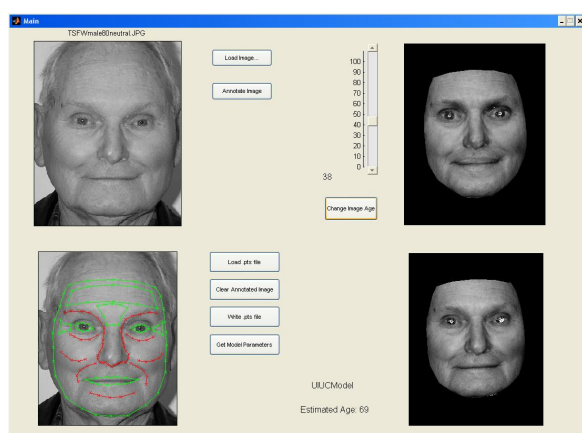 Main
TSFWmale80neutral.JPG
Load Image...
Annotate Image
100
90
80
70
60
50
40
30
20
10
0
38
Change Image Age
Load .pts file
Clear Annotated Image
Write .pts file
Get Model Parameters
UIUCModel
Estimated Age: 69